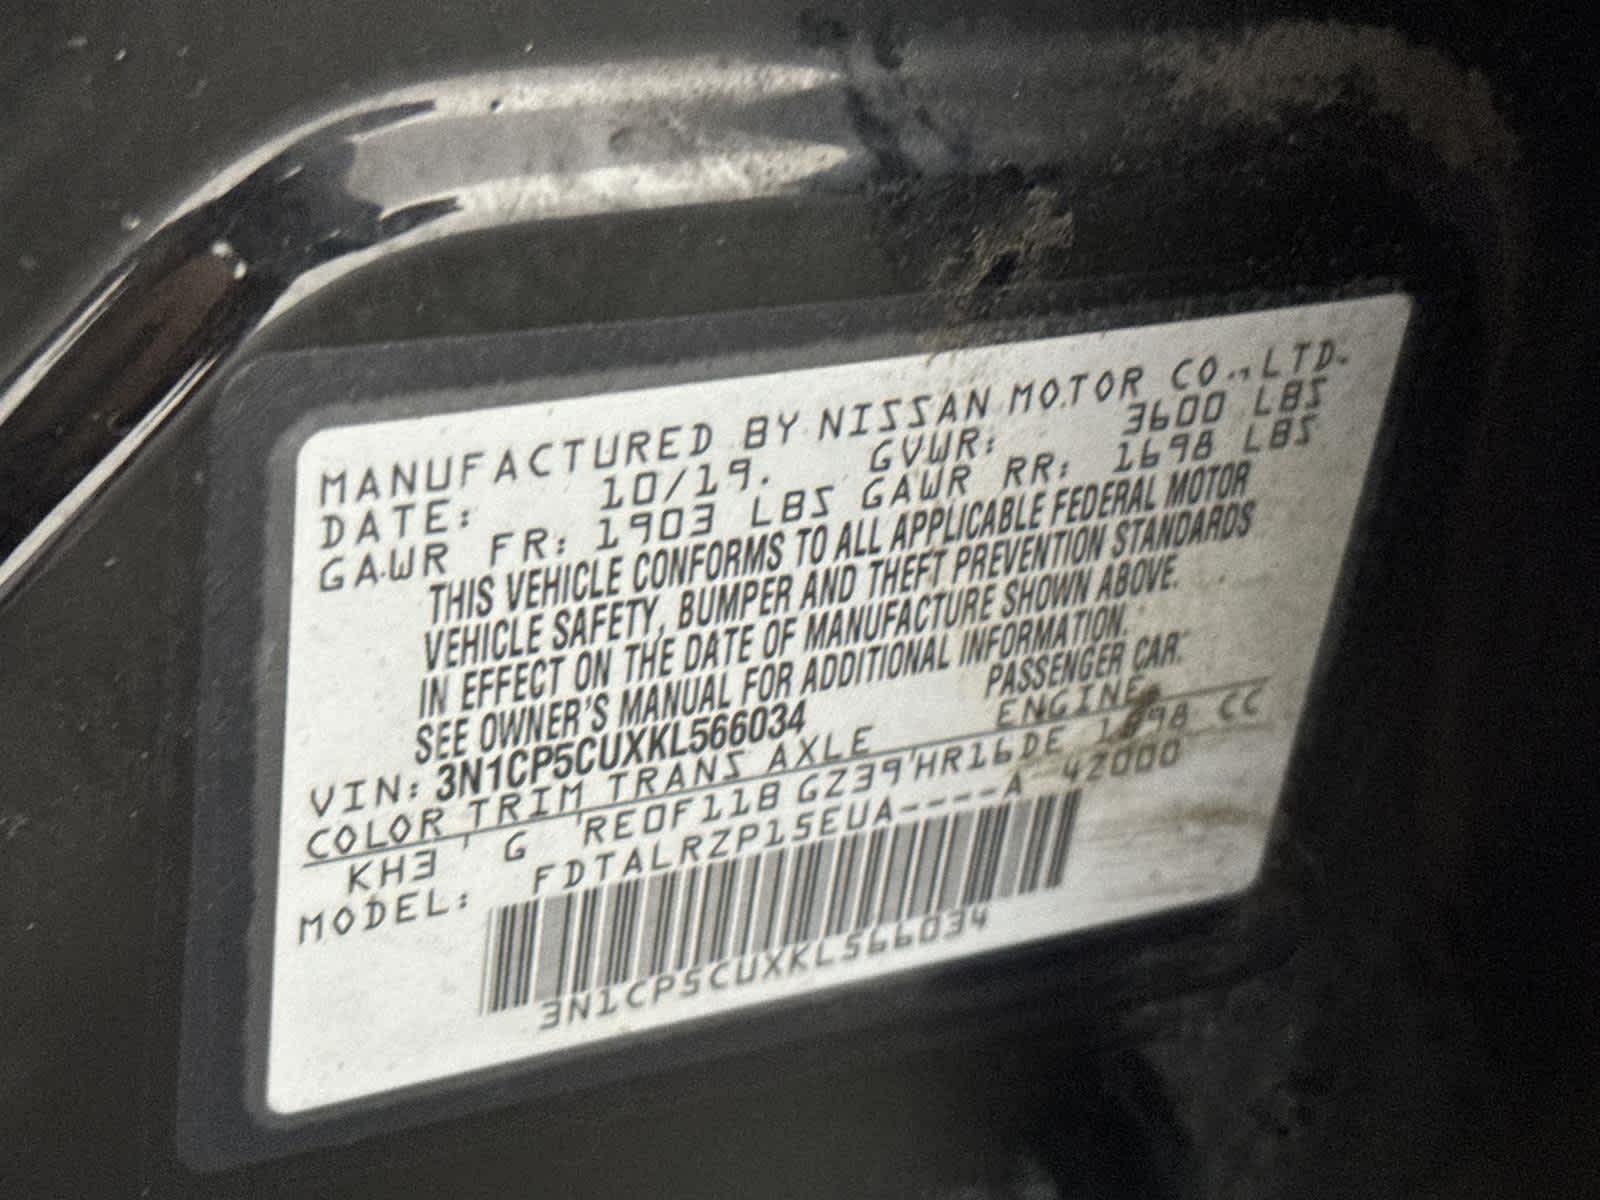 MANUFACTURED BY NISSAN MOTOR CO., LTD.
DATE: 10/19. GVWR: 3600 LBS
GAWR FR: 1903 LBS GAWR RR: 1698 LBS
THIS VEHICLE CONFORMS TO ALL APPLICABLE FEDERAL MOTOR
VEHICLE SAFETY, BUMPER AND THEFT PREVENTION STANDARDS
IN EFFECT ON THE DATE OF MANUFACTURE SHOWN ABOVE.
SEE OWNER'S MANUAL FOR ADDITIONAL INFORMATION.
VIN: 3N1CP5CUXKL566034 PASSENGER CAR.
COLOR TRIM TRANS AXLE ENGINE
KH3 G RE0F11B GZ39 HR16DE 1598 CC
MODEL: FDTALRZP15EUA----A 42000
3N1CP5CUXKL566034